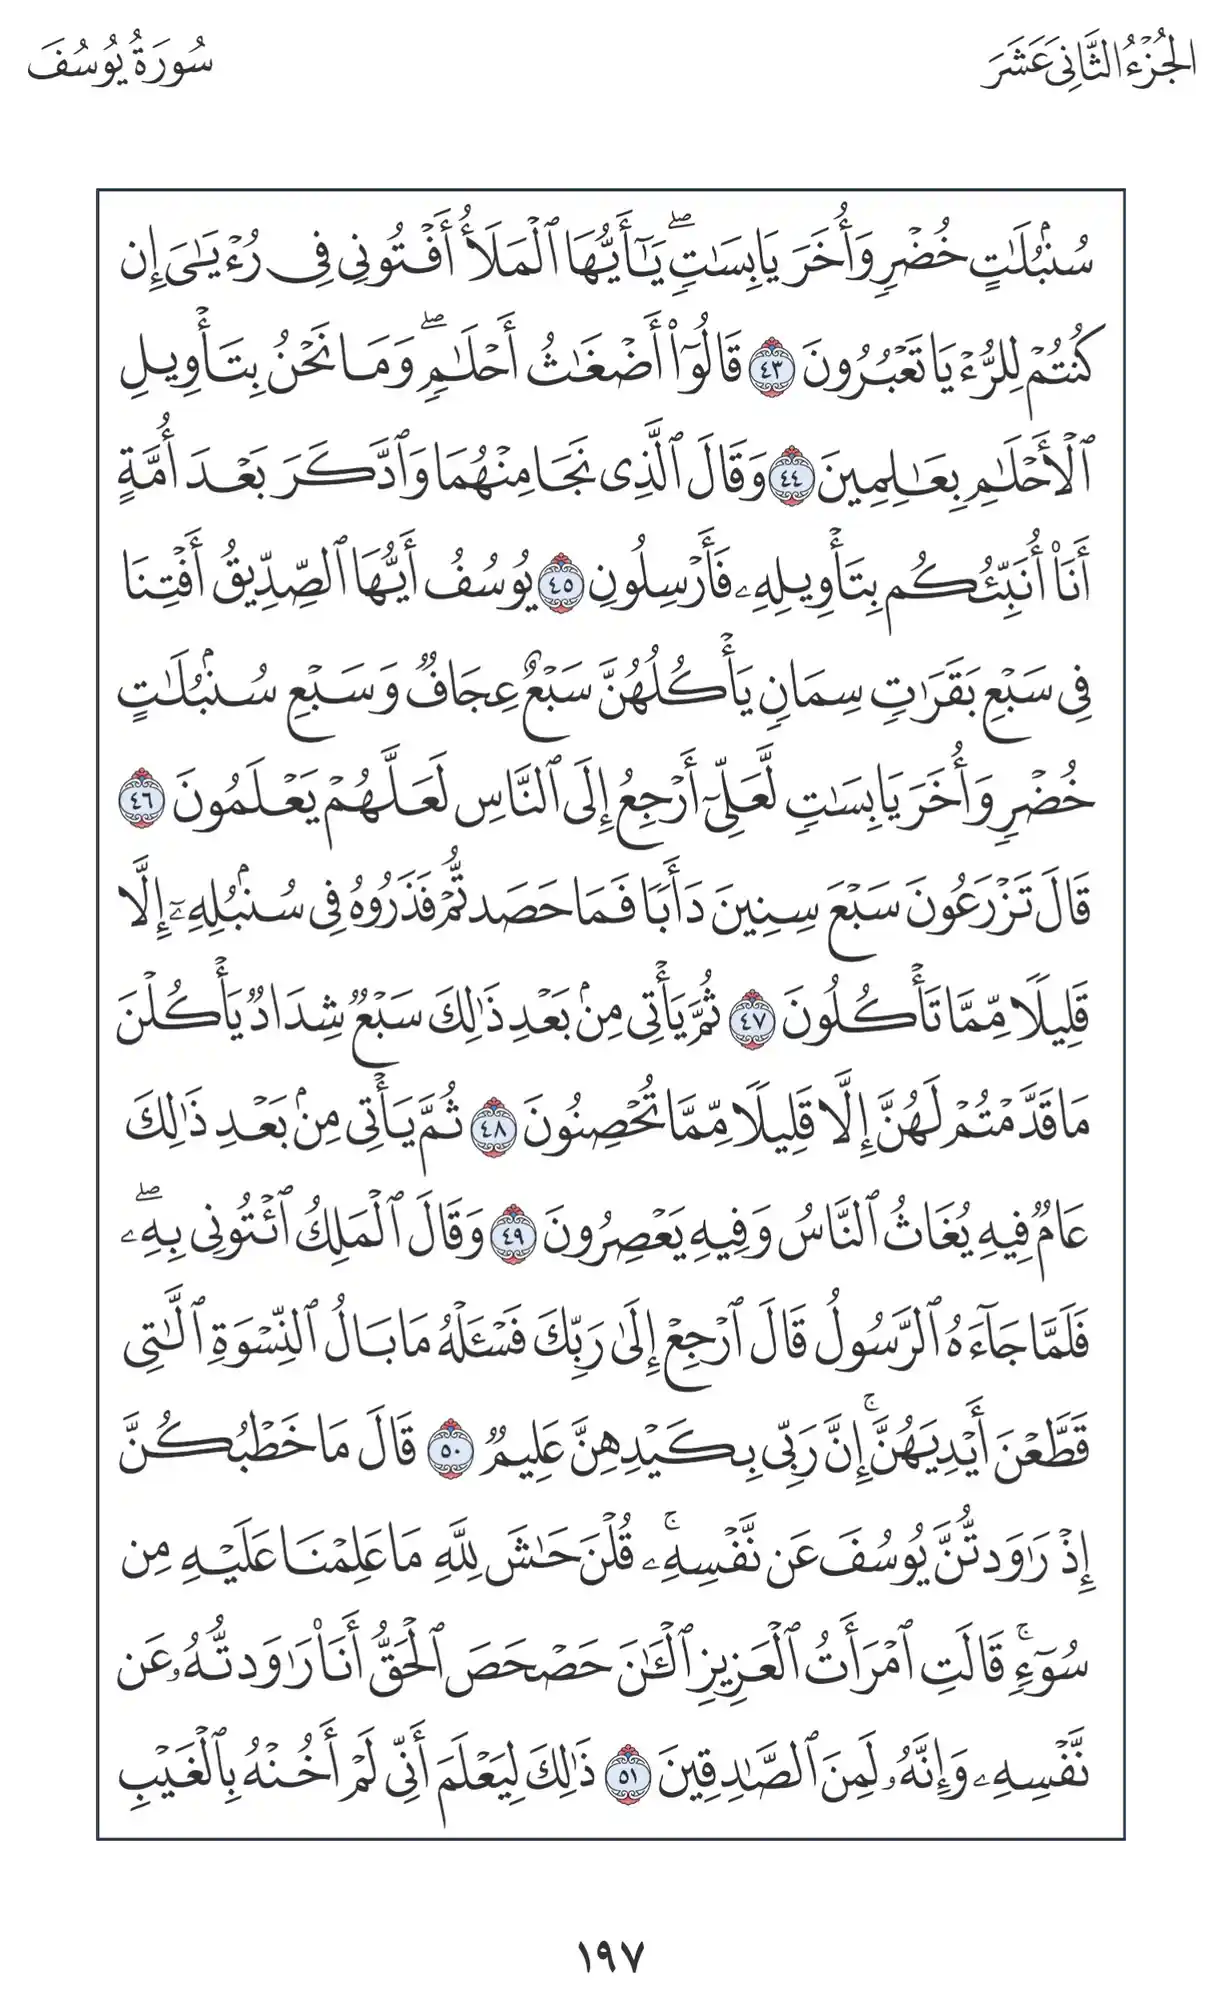 الجُزْءُ الثَّانِىَ عَشَرَ
سُورَةُ يُوسُفَ
سُنۢبُلَـٰتٍ خُضْرٍ وَأُخَرَ يَابِسَـٰتٍۢ ۖ يَـٰٓأَيُّهَا ٱلْمَلَأُ أَفْتُونِى فِى رُءْيَـٰىَ إِن
كُنتُمْ لِلرُّءْيَا تَعْبُرُونَ ٤٣ قَالُوٓا۟ أَضْغَـٰثُ أَحْلَـٰمٍۢ ۖ وَمَا نَحْنُ بِتَأْوِيلِ
ٱلْأَحْلَـٰمِ بِعَـٰلِمِينَ ٤٤ وَقَالَ ٱلَّذِى نَجَا مِنْهُمَا وَٱدَّكَرَ بَعْدَ أُمَّةٍ
أَنَا۠ أُنَبِّئُكُم بِتَأْوِيلِهِۦ فَأَرْسِلُونِ ٤٥ يُوسُفُ أَيُّهَا ٱلصِّدِّيقُ أَفْتِنَا
فِى سَبْعِ بَقَرَٰتٍۢ سِمَانٍۢ يَأْكُلُهُنَّ سَبْعٌ عِجَافٌۭ وَسَبْعِ سُنۢبُلَـٰتٍ
خُضْرٍۢ وَأُخَرَ يَابِسَـٰتٍۢ لَّعَلِّىٓ أَرْجِعُ إِلَى ٱلنَّاسِ لَعَلَّهُمْ يَعْلَمُونَ ٤٦
قَالَ تَزْرَعُونَ سَبْعَ سِنِينَ دَأَبًۭا فَمَا حَصَدتُّمْ فَذَرُوهُ فِى سُنۢبُلِهِۦٓ إِلَّا
قَلِيلًۭا مِّمَّا تَأْكُلُونَ ٤٧ ثُمَّ يَأْتِى مِنۢ بَعْدِ ذَٰلِكَ سَبْعٌۭ شِدَادٌۭ يَأْكُلْنَ
مَا قَدَّمْتُمْ لَهُنَّ إِلَّا قَلِيلًۭا مِّمَّا تُحْصِنُونَ ٤٨ ثُمَّ يَأْتِى مِنۢ بَعْدِ ذَٰلِكَ
عَامٌۭ فِيهِ يُغَاثُ ٱلنَّاسُ وَفِيهِ يَعْصِرُونَ ٤٩ وَقَالَ ٱلْمَلِكُ ٱئْتُونِى بِهِۦ ۖ
فَلَمَّا جَآءَهُ ٱلرَّسُولُ قَالَ ٱرْجِعْ إِلَىٰ رَبِّكَ فَسْـَٔلْهُ مَا بَالُ ٱلنِّسْوَةِ ٱلَّـٰتِى
قَطَّعْنَ أَيْدِيَهُنَّ ۚ إِنَّ رَبِّى بِكَيْدِهِنَّ عَلِيمٌۭ ٥٠ قَالَ مَا خَطْبُكُنَّ
إِذْ رَٰوَدتُّنَّ يُوسُفَ عَن نَّفْسِهِۦ ۚ قُلْنَ حَـٰشَ لِلَّهِ مَا عَلِمْنَا عَلَيْهِ مِن
سُوٓءٍۢ ۚ قَالَتِ ٱمْرَأَتُ ٱلْعَزِيزِ ٱلْـَٔـٰنَ حَصْحَصَ ٱلْحَقُّ أَنَا۠ رَٰوَدتُّهُۥ عَن
نَّفْسِهِۦ وَإِنَّهُۥ لَمِنَ ٱلصَّـٰدِقِينَ ٥١ ذَٰلِكَ لِيَعْلَمَ أَنِّى لَمْ أَخُنْهُ بِٱلْغَيْبِ
١٩٧